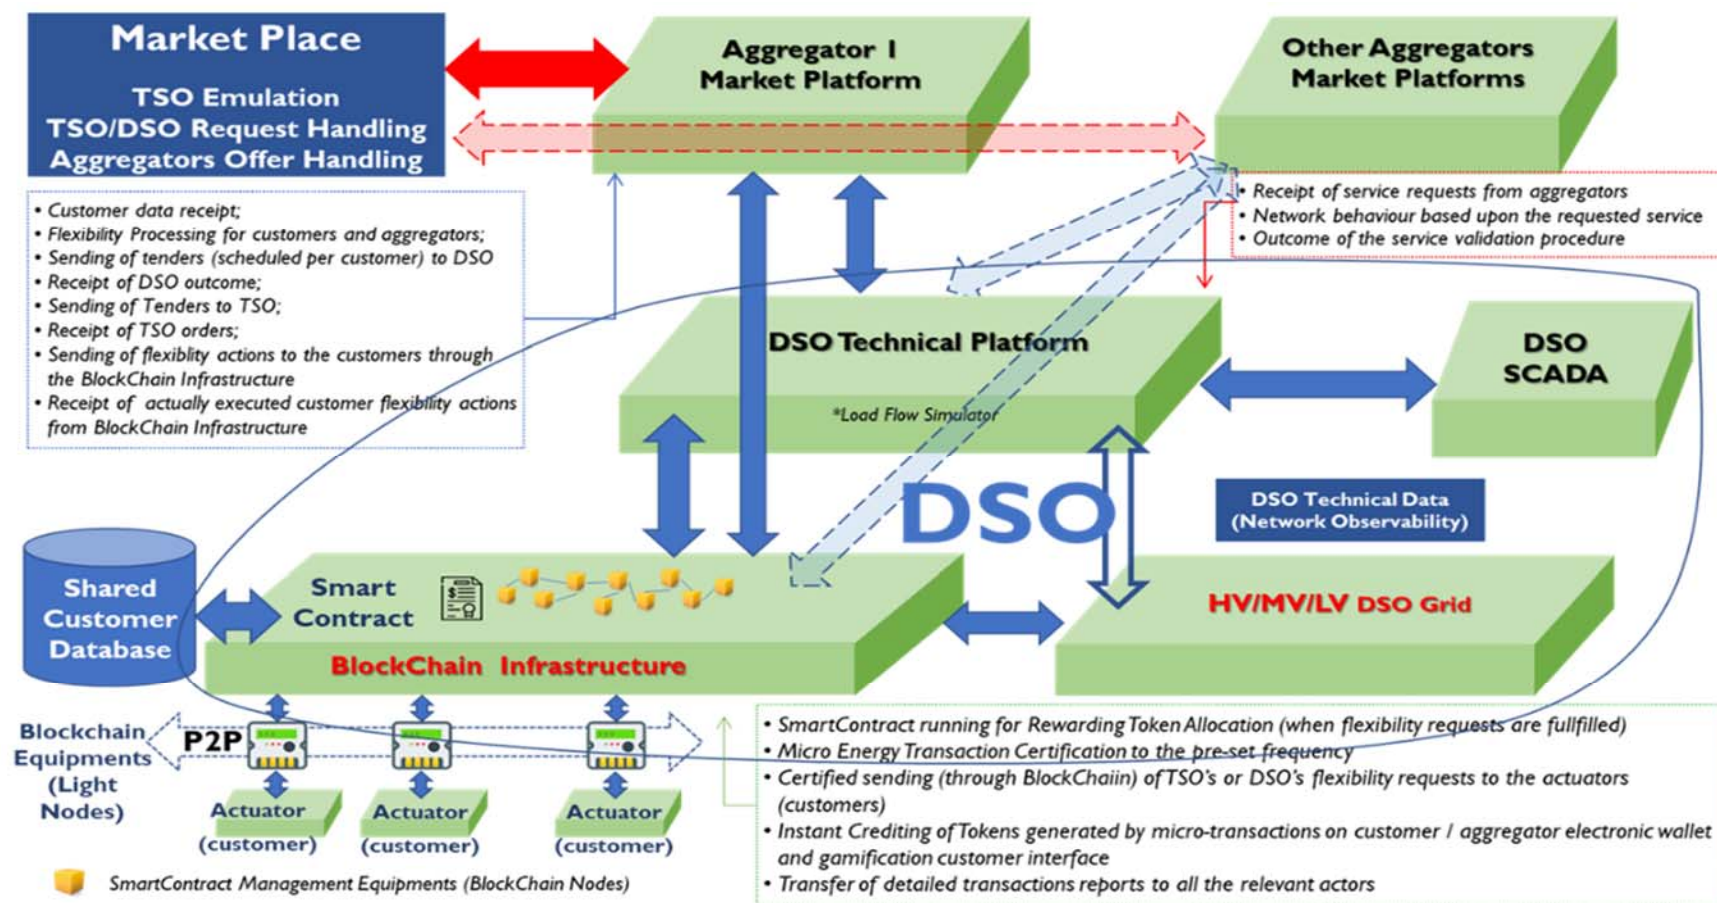 Market Place
TSO Emulation
TSO/DSO Request Handling
Aggregators Offer Handling
Aggregator 1
Market Platform
Other Aggregators
Market Platforms
• Customer data receipt;
• Flexibility Processing for customers and aggregators;
• Sending of tenders (scheduled per customer) to DSO
• Receipt of DSO outcome;
• Sending of Tenders to TSO;
• Receipt of TSO orders;
• Sending of flexiblity actions to the customers through
the BlockChain Infrastructure
• Receipt of actually executed customer flexibility actions
from BlockChain Infrastructure
• Receipt of service requests from aggregators
• Network behaviour based upon the requested service
• Outcome of the service validation procedure
DSO Technical Platform
*Load Flow Simulator
DSO
SCADA
DSO
DSO Technical Data
(Network Observability)
Shared
Customer
Database
Smart
Contract
BlockChain Infrastructure
HV/MV/LV DSO Grid
Blockchain
Equipments
(Light
Nodes)
P2P
Actuator
(customer)
Actuator
(customer)
Actuator
(customer)
SmartContract Management Equipments (BlockChain Nodes)
• SmartContract running for Rewarding Token Allocation (when flexibility requests are fullfilled)
• Micro Energy Transaction Certification to the pre-set frequency
• Certified sending (through BlockChaiin) of TSO's or DSO's flexibility requests to the actuators
(customers)
• Instant Crediting of Tokens generated by micro-transactions on customer / aggregator electronic wallet
and gamification customer interface
• Transfer of detailed transactions reports to all the relevant actors